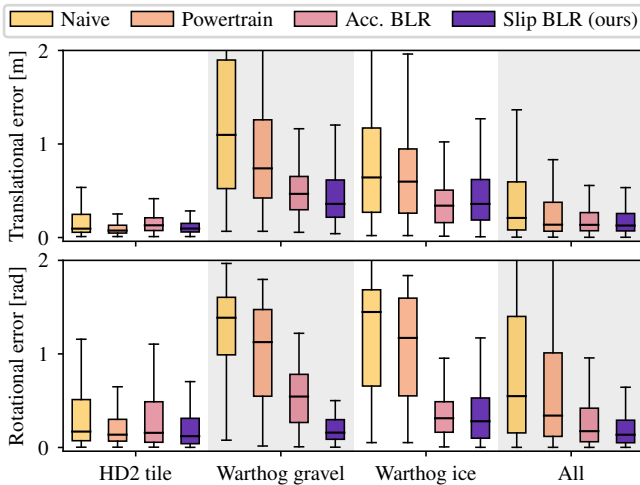 Naive Powertrain Acc. BLR Slip BLR (ours)
Translational error [m]
2
1
0
Rotational error [rad]
2
1
0
HD2 tile Warthog gravel Warthog ice All